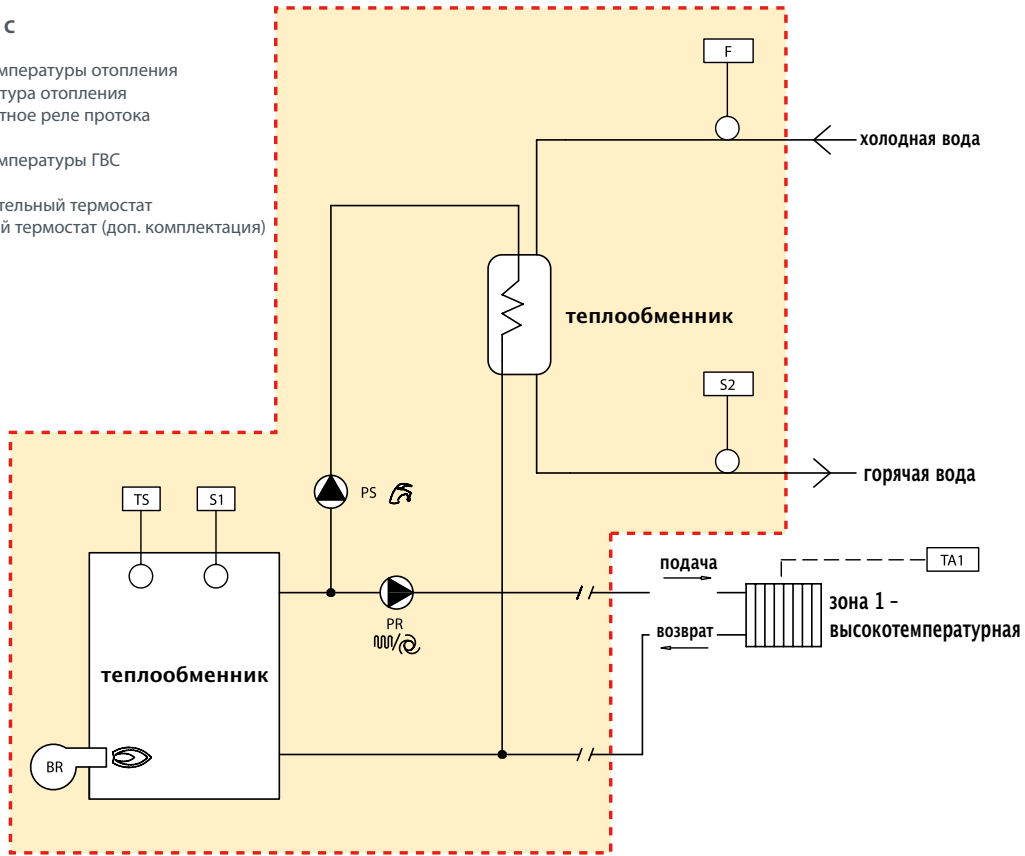 С
мпературы отопления
тура отопления
тное реле протока
мпературы ГВС
тельный термостат
й термостат (доп. комплектация)
F
холодная вода
теплообменник
S2
горячая вода
PS
TS
S1
подача
TA1
зона 1 -
высокотемпературная
PR
возврат
теплообменник
BR